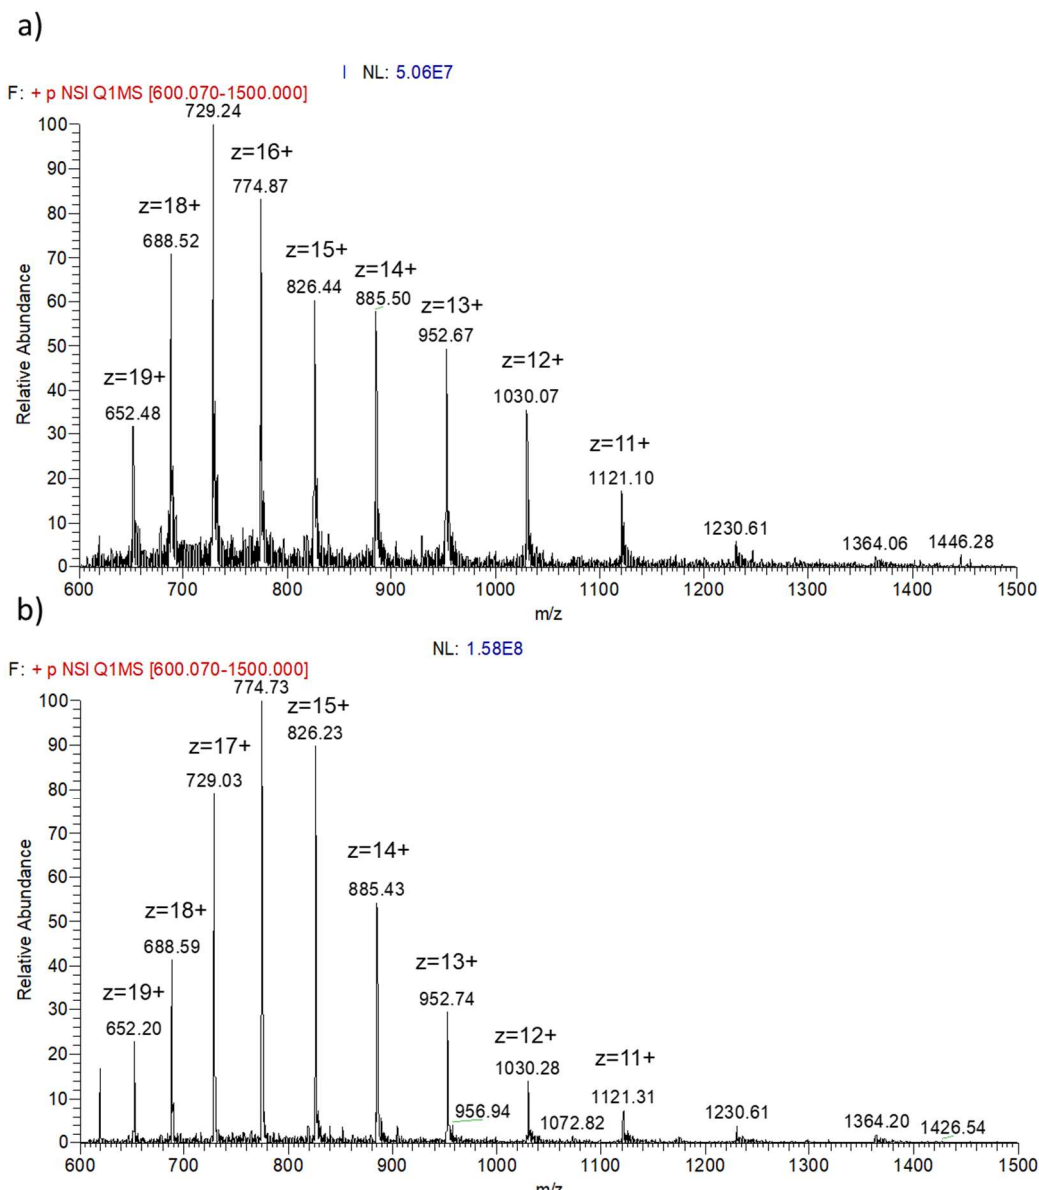 a)
I NL: 5.06E7
F: + p NSI Q1MS [600.070-1500.000]
729.24
z=16+
774.87
z=18+
688.52
z=15+
826.44
z=14+
885.50
z=13+
952.67
z=12+
1030.07
z=19+
652.48
z=11+
1121.10
1230.61
1364.06
1446.28
Relative Abundance
100
90
80
70
60
50
40
30
20
10
0
600 700 800 900 1000 1100 1200 1300 1400 1500
m/z
b)
NL: 1.58E8
F: + p NSI Q1MS [600.070-1500.000]
774.73
z=15+
826.23
z=17+
729.03
z=14+
885.43
z=18+
688.59
z=13+
952.74
z=19+
652.20
z=12+
1030.28
z=11+
1121.31
956.94
1072.82
1230.61
1364.20
1426.54
Relative Abundance
100
90
80
70
60
50
40
30
20
10
0
600 700 800 900 1000 1100 1200 1300 1400 1500
m/z